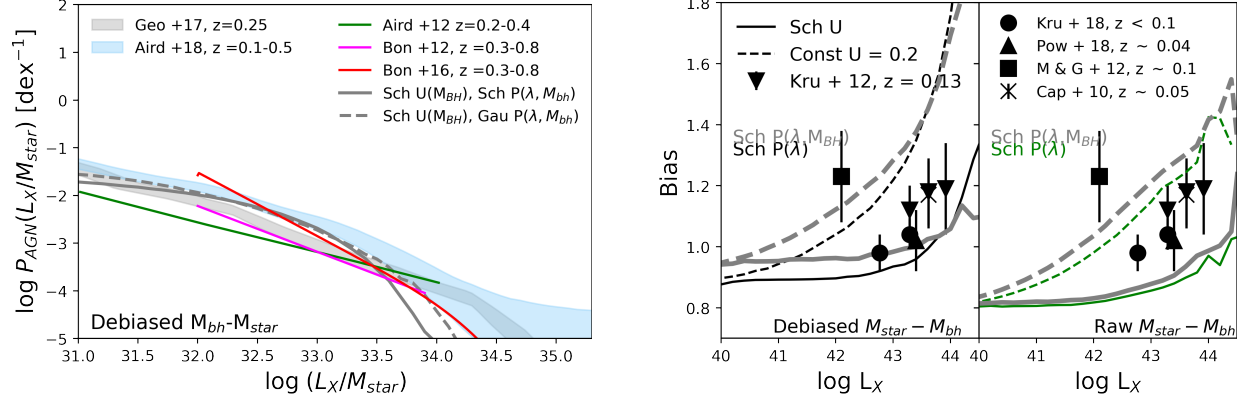 2
1
0
−1
−2
−3
−4
−5
log P_AGN(L_X/M_star) [dex^−1]
Geo +17, z=0.25
Aird +18, z =0.1-0.5
Aird +12 z=0.2-0.4
Bon +12, z=0.3-0.8
Bon +16, z=0.3-0.8
Sch U(M_BH), Sch P(λ, M_bh)
Sch U(M_BH), Gau P(λ, M_bh)
Debiased M_bh-M_star
31.0 31.5 32.0 32.5 33.0 33.5 34.0 34.5 35.0
log (L_X/M_star)
1.8
1.6
1.4
1.2
1.0
0.8
Bias
Sch U
Const U = 0.2
Kru + 12, z = 0.13
Sch P(λ,M_BH)
Sch P(λ)
Debiased M_star − M_bh
40 41 42 43 44
log L_X
Kru + 18, z < 0.1
Pow + 18, z ~ 0.04
M & G + 12, z ~ 0.1
Cap + 10, z ~ 0.05
Sch P(λ,M_BH)
Sch P(λ)
Raw M_star − M_bh
40 41 42 43 44
log L_X